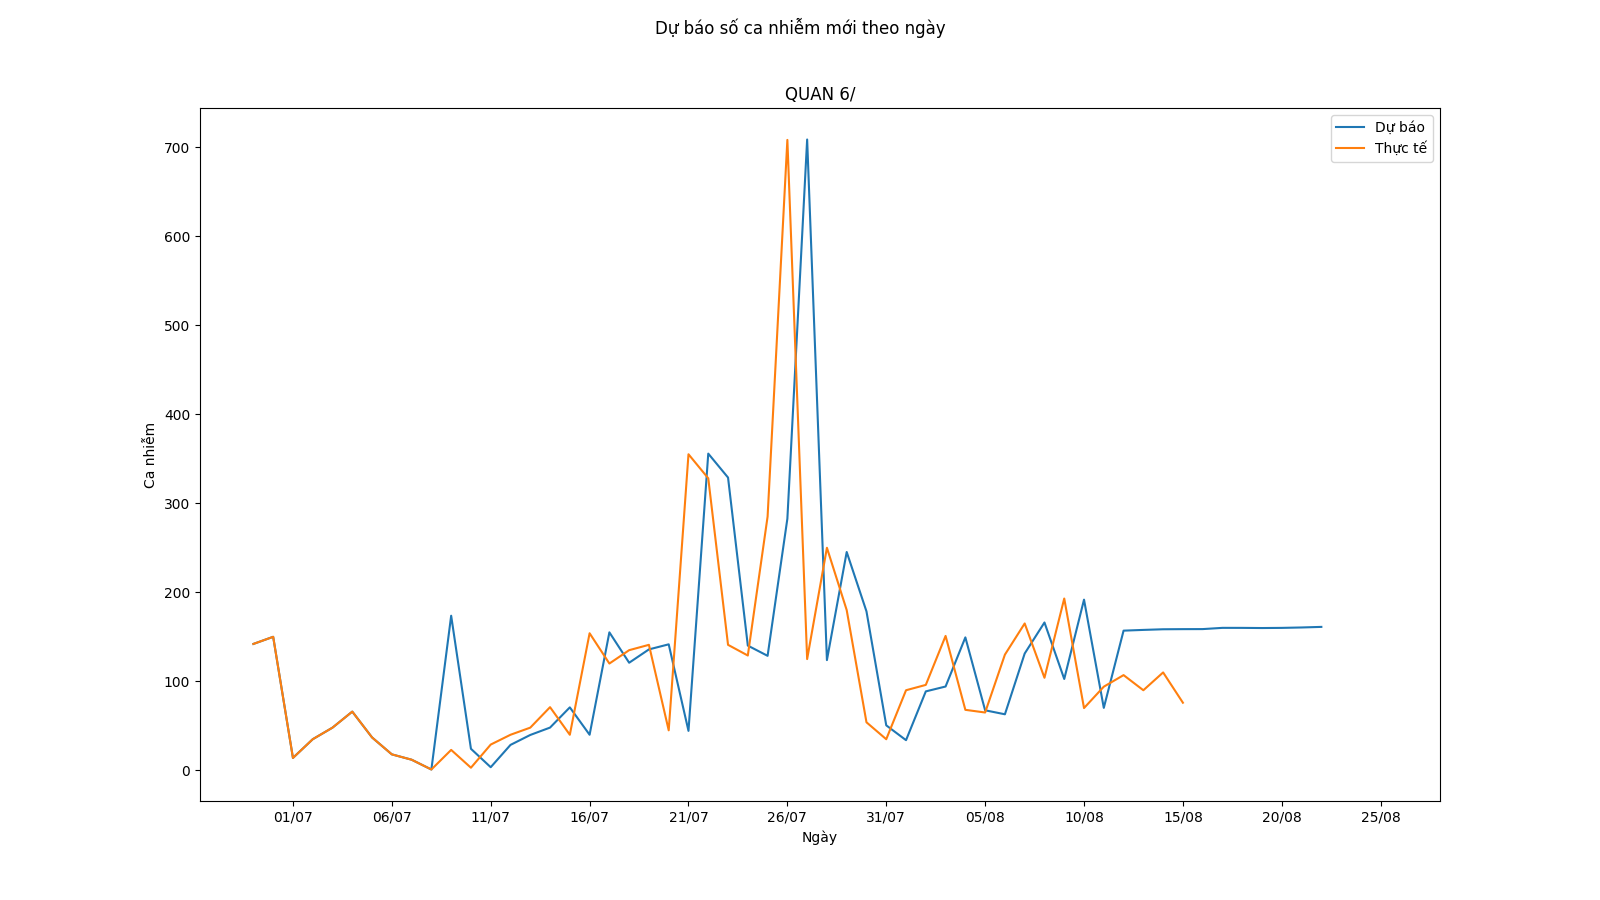 Dự báo số ca nhiễm mới theo ngày
QUAN 6/
Dự báo
Thực tế
700
600
500
400
300
200
100
0
Ca nhiễm
01/07 06/07 11/07 16/07 21/07 26/07 31/07 05/08 10/08 15/08 20/08 25/08
Ngày